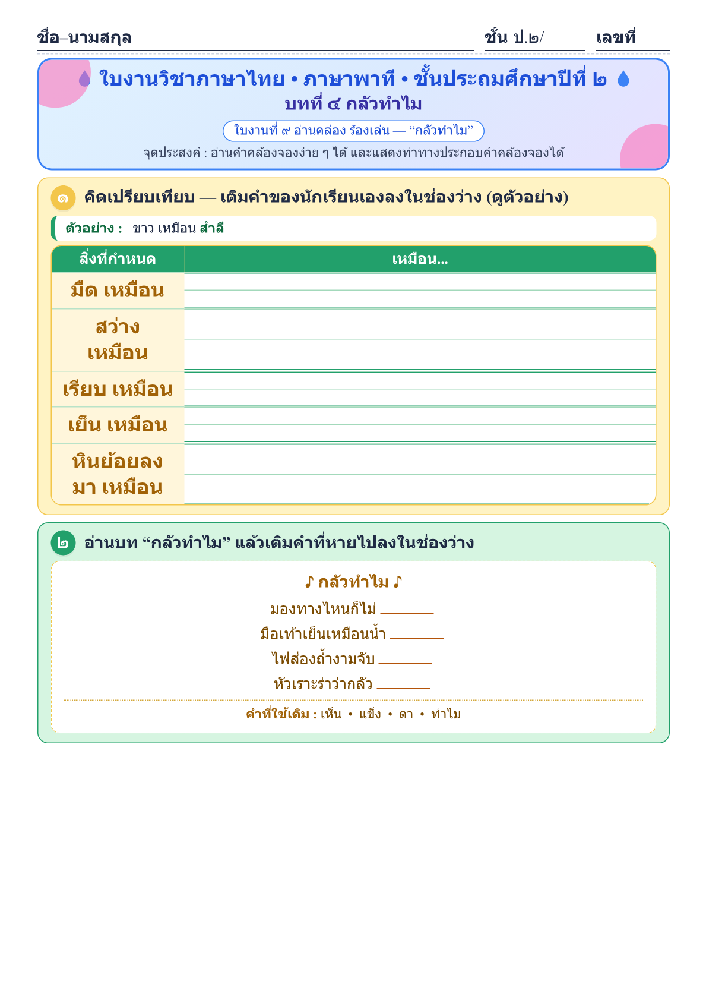 ชื่อ–นามสกุล ชั้น ป.๒/ เลขที่
ใบงานวิชาภาษาไทย • ภาษาพาที • ชั้นประถมศึกษาปีที่ ๒
บทที่ ๔ กลัวทำไม
ใบงานที่ ๙ อ่านคล่อง ร้องเล่น — “กลัวทำไม”
จุดประสงค์ : อ่านคำคล้องจองง่าย ๆ ได้ และแสดงท่าทางประกอบคำคล้องจองได้
๑ คิดเปรียบเทียบ — เติมคำของนักเรียนเองลงในช่องว่าง (ดูตัวอย่าง)
ตัวอย่าง : ขาว เหมือน สำลี
สิ่งที่กำหนด เหมือน...
มืด เหมือน
สว่าง
เหมือน
เรียบ เหมือน
เย็น เหมือน
หินย้อยลง
มา เหมือน
๒ อ่านบท “กลัวทำไม” แล้วเติมคำที่หายไปลงในช่องว่าง
♪ กลัวทำไม ♪
มองทางไหนก็ไม่ ________
มือเท้าเย็นเหมือนน้ำ ________
ไฟส่องถ้ำงามจับ ________
หัวเราะร่าว่ากลัว ________
คำที่ใช้เติม : เห็น • แข็ง • ตา • ทำไม